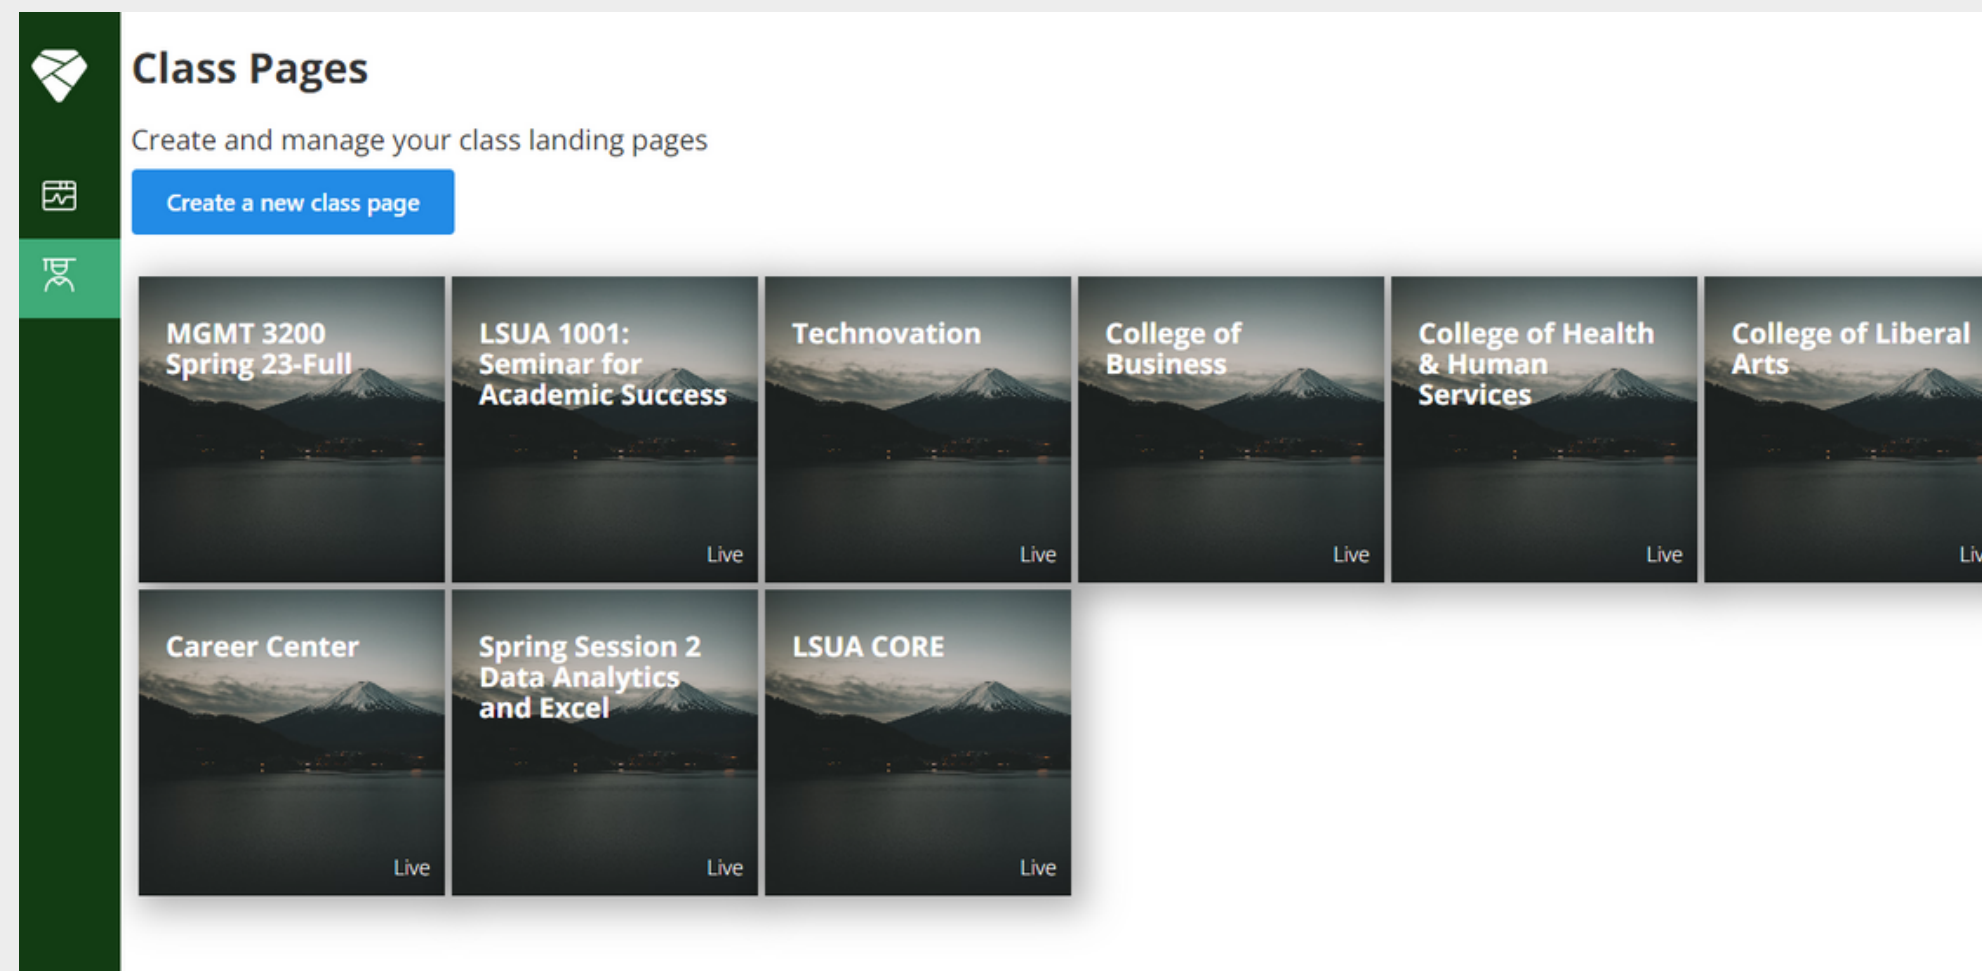 Class Pages
Create and manage your class landing pages
Create a new class page
MGMT 3200
Spring 23-Full
LSUA 1001:
Seminar for
Academic Success
Live
Technovation
Live
College of
Business
Live
College of Health
& Human
Services
Live
College of Liberal
Arts
Liv
Career Center
Live
Spring Session 2
Data Analytics
and Excel
Live
LSUA CORE
Live